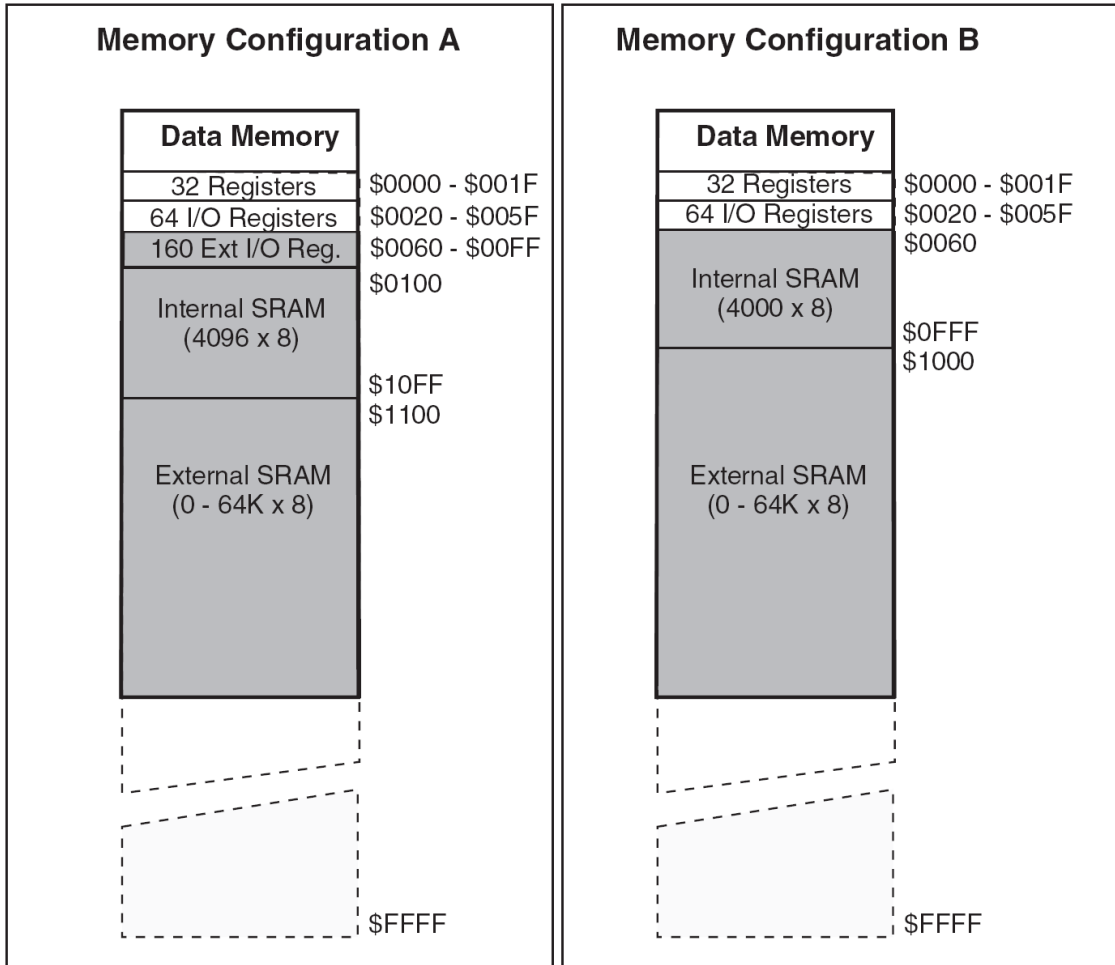 Memory Configuration A
Data Memory
32 Registers
$0000 - $001F
64 I/O Registers
$0020 - $005F
160 Ext I/O Reg.
$0060 - $00FF
$0100
Internal SRAM
(4096 x 8)
$10FF
$1100
External SRAM
(0 - 64K x 8)
$FFFF
Memory Configuration B
Data Memory
32 Registers
$0000 - $001F
64 I/O Registers
$0020 - $005F
$0060
Internal SRAM
(4000 x 8)
$0FFF
$1000
External SRAM
(0 - 64K x 8)
$FFFF